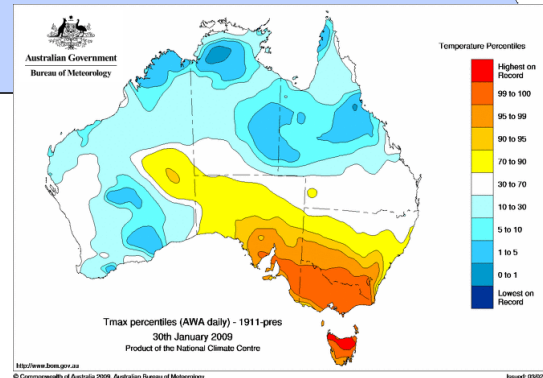 Australian Government
Bureau of Meteorology
Temperature Percentiles
Highest on
Record
99 to 100
95 to 99
90 to 95
70 to 90
30 to 70
10 to 30
5 to 10
1 to 5
0 to 1
Lowest on
Record
Tmax percentiles (AWA daily) - 1911-pres
30th January 2009
Product of the National Climate Centre
http://www.bom.gov.au
© Commonwealth of Australia 2009, Australian Bureau of Meteorology